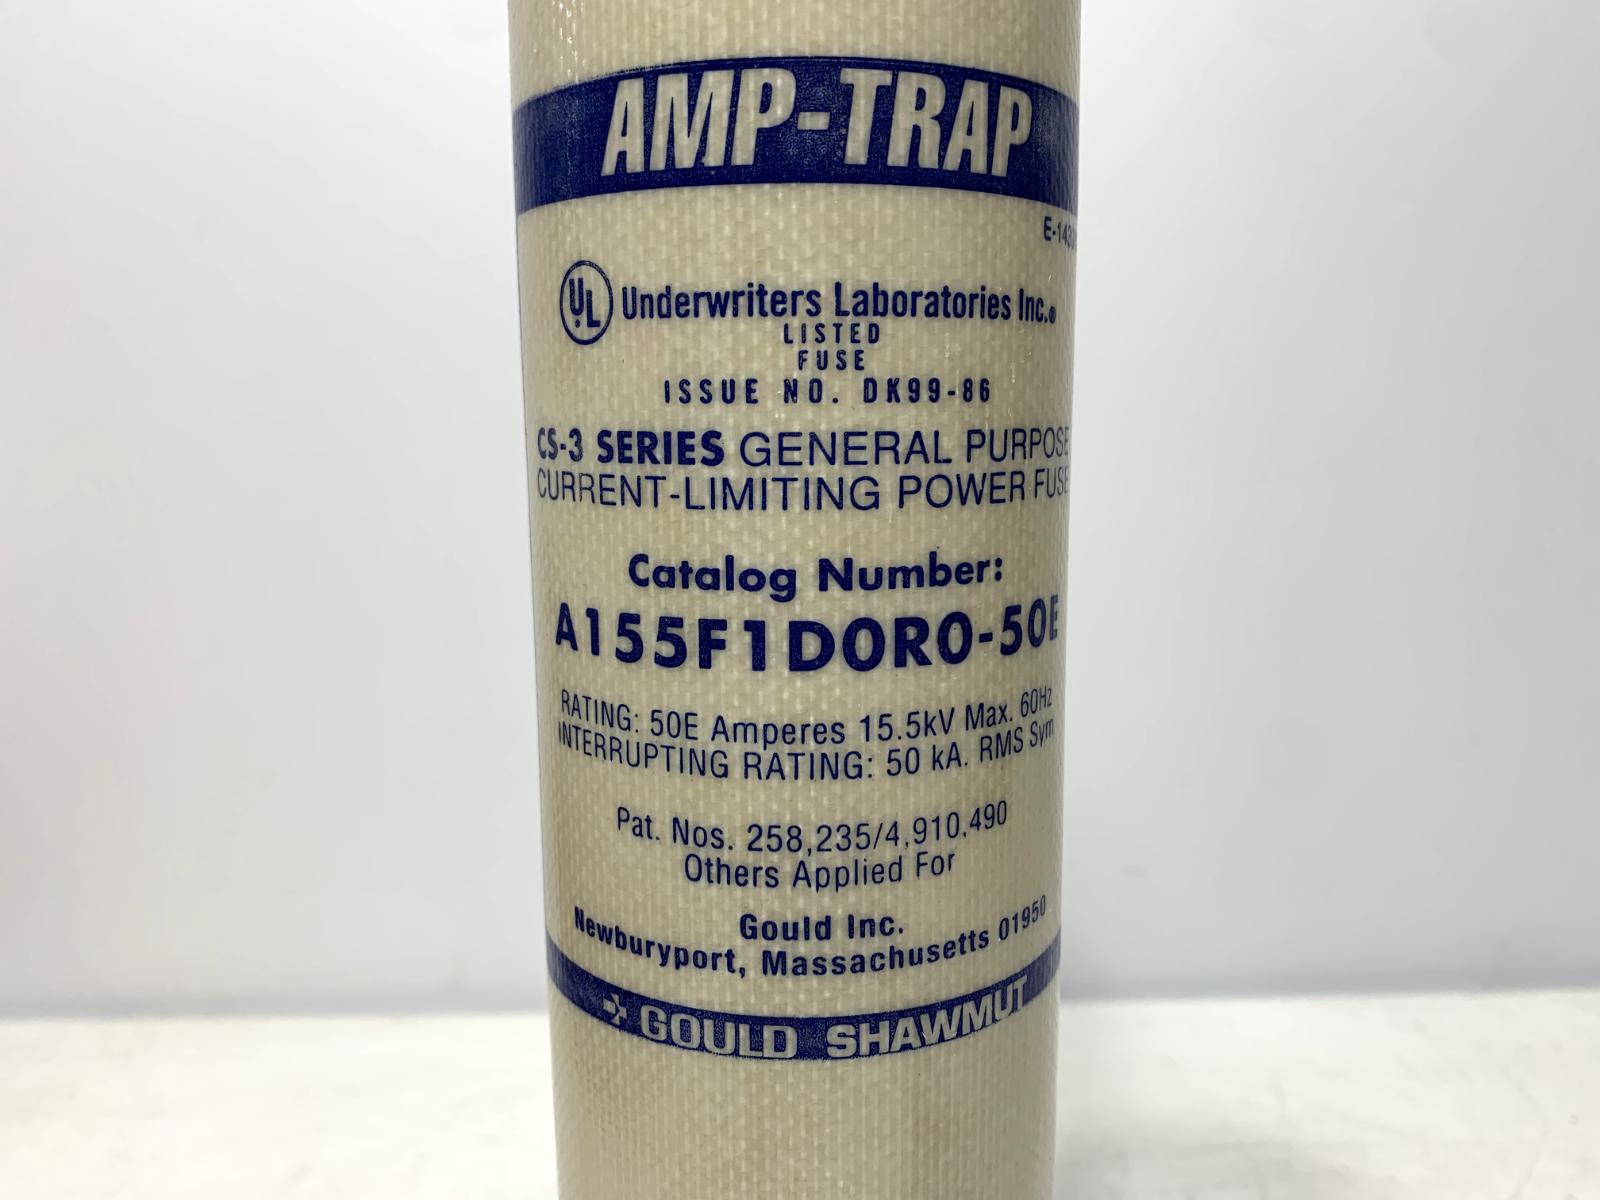 AMP-TRAP
UL Underwriters Laboratories Inc.®
LISTED
FUSE
ISSUE NO. DK99-86
CS-3 SERIES GENERAL PURPOSE
CURRENT-LIMITING POWER FUSE
Catalog Number:
A155F1DORO-50E
RATING: 50E Amperes 15.5kV Max. 60Hz
INTERRUPTING RATING: 50 kA. RMS Sym
Pat. Nos. 258,235/4,910,490
Others Applied For
Gould Inc.
Newburyport, Massachusetts 01950
GOULD SHAWMUT